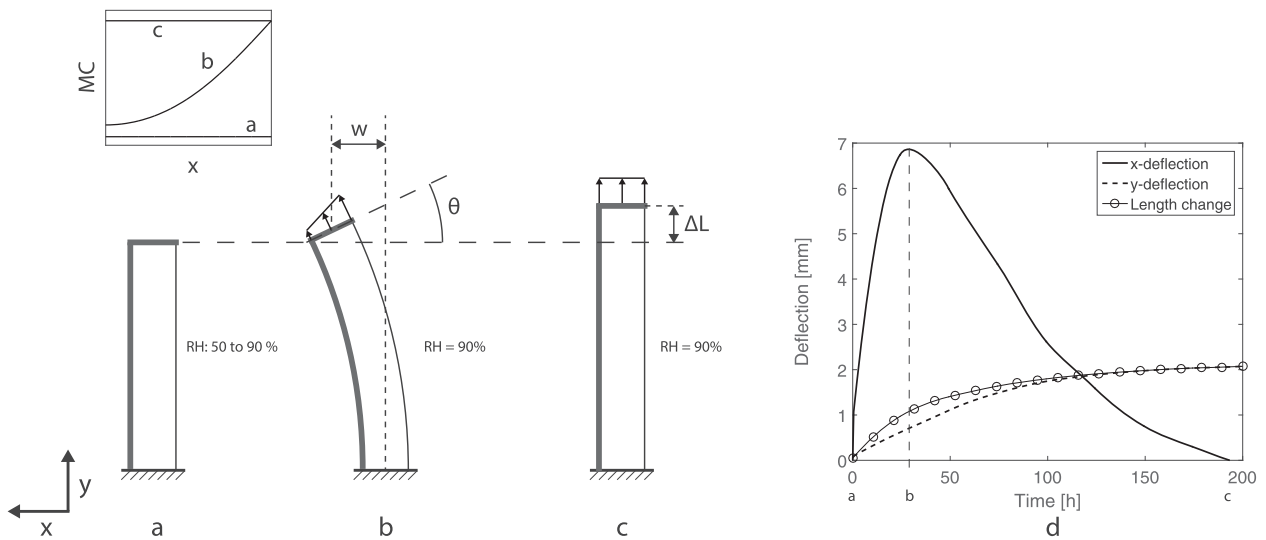 MC
c
b
a
x
w
θ
ΔL
RH: 50 to 90 %
RH = 90%
RH = 90%
y
x
a
b
c
7
6
5
4
3
2
1
0
Deflection [mm]
x-deflection
y-deflection
Length change
0
50
100
150
200
a
b
c
Time [h]
d